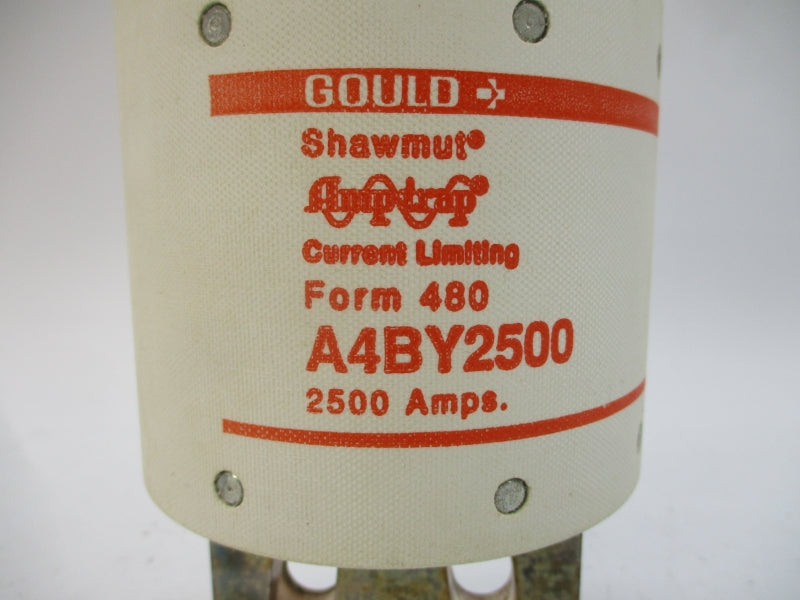 GOULD
Shawmut®
Amp-trap®
Current Limiting
Form 480
A4BY2500
2500 Amps.